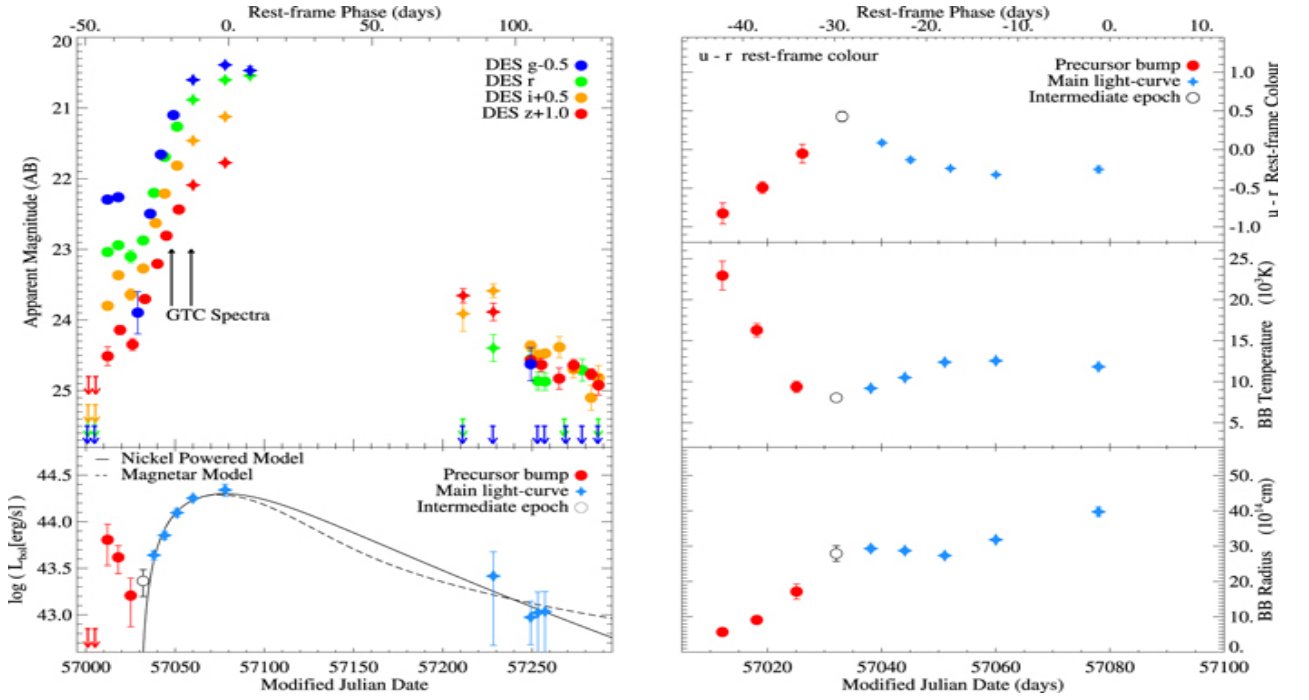 Rest-frame Phase (days)
-50. 0. 50. 100.
20
21
22
23
24
25
Apparent Magnitude (AB)
DES g-0.5
DES r
DES i+0.5
DES z+1.0
GTC Spectra
Nickel Powered Model
Magnetar Model
Precursor bump
Main light-curve
Intermediate epoch
44.5
44.0
43.5
43.0
log ( L_bol[erg/s])
57000 57050 57100 57200 57250
Modified Julian Date
Rest-frame Phase (days)
-40 -30 -20 -10 0. 10.
u - r rest-frame colour
Precursor bump
Main light-curve
Intermediate epoch
1.0
0.5
0.0
-0.5
-1.0
u - r Rest-frame Colour
25.
20.
15.
10.
5.
BB Temperature (10³K)
50.
40.
30.
20.
10.
0.
BB Radius (10¹⁴cm)
57020 57040 57060 57080 57100
Modified Julian Date (days)